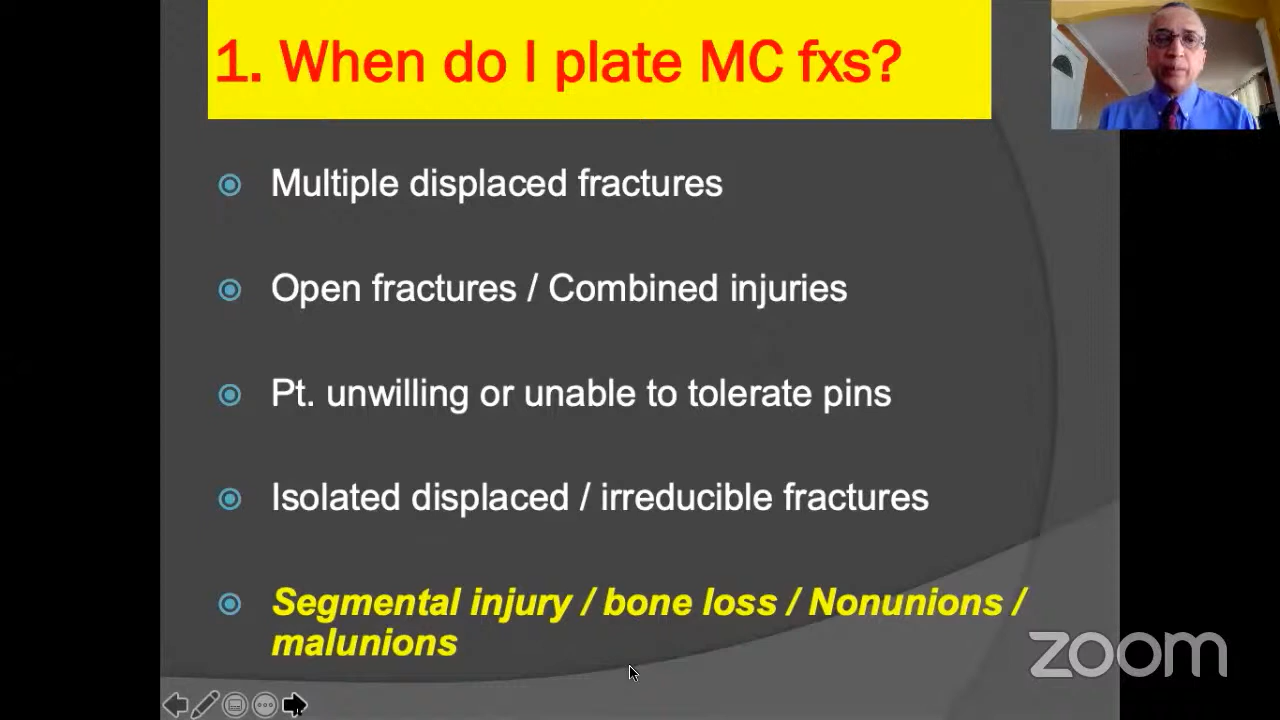 1. When do I plate MC fxs?
Multiple displaced fractures
Open fractures / Combined injuries
Pt. unwilling or unable to tolerate pins
Isolated displaced / irreducible fractures
Segmental injury / bone loss / Nonunions /
malunions
zoom